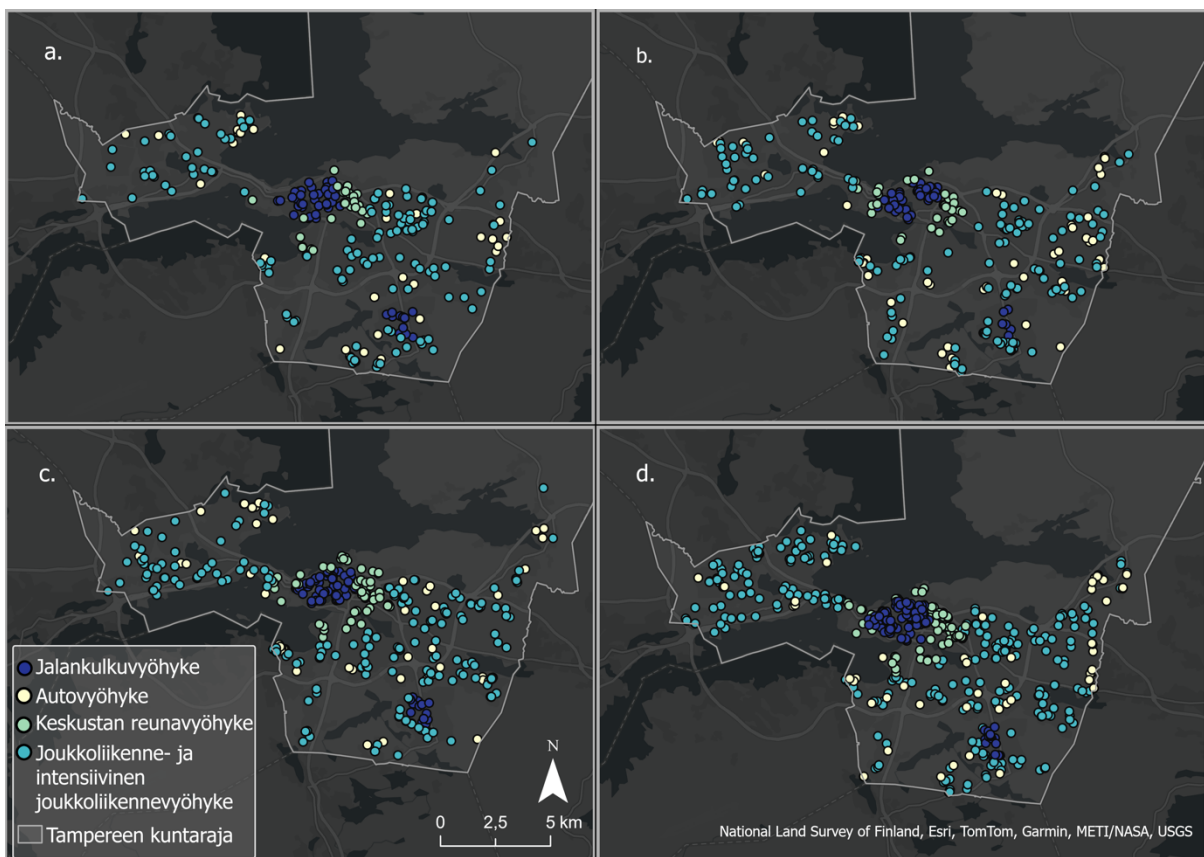 a.
b.
c.
d.
Jalankulkuvyöhyke
Autovyöhyke
Keskustan reunavyöhyke
Joukkoliikenne- ja
intensiivinen
joukkoliikennevyöhyke
Tampereen kuntaraja
N
0 2,5 5 km
National Land Survey of Finland, Esri, TomTom, Garmin, METI/NASA, USGS